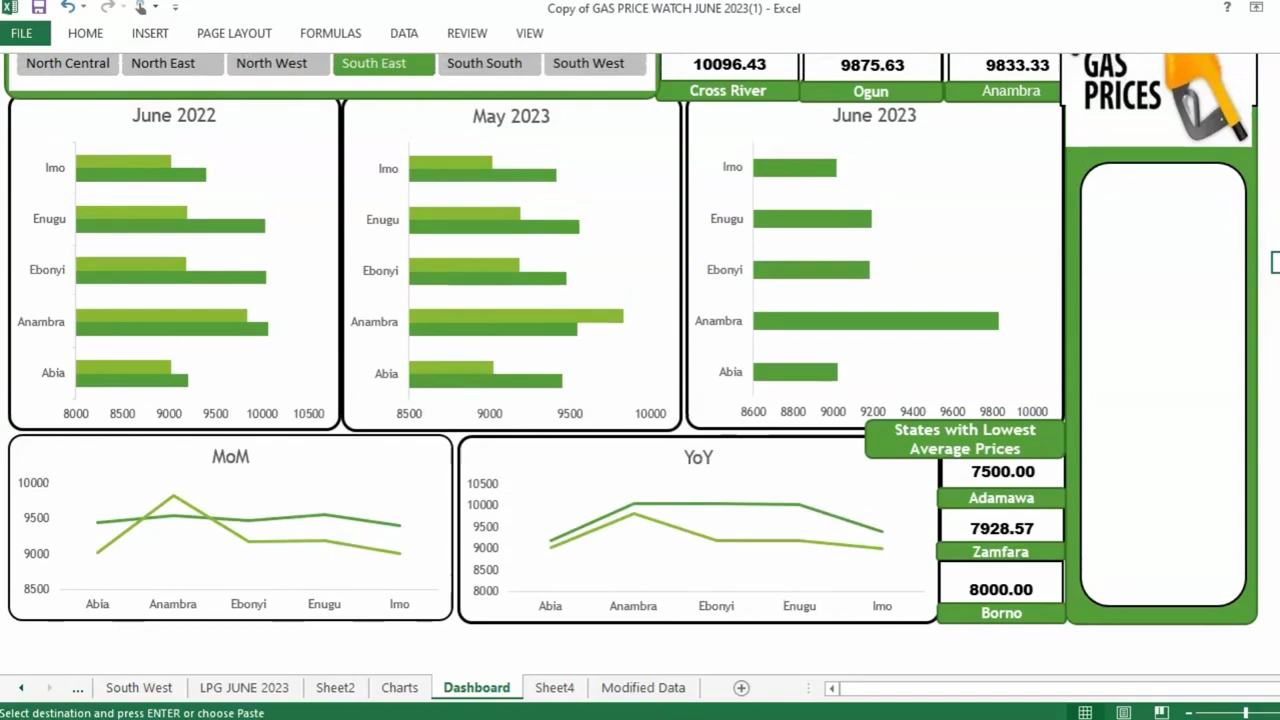 Copy of GAS PRICE WATCH JUNE 2023(1) - Excel
?
FILE HOME INSERT PAGE LAYOUT FORMULAS DATA REVIEW VIEW
North Central North East North West South East South South South West
10096.43 9875.63 9833.33
Cross River Ogun Anambra
GAS
PRICES
June 2022
Imo
Enugu
Ebonyi
Anambra
Abia
8000 8500 9000 9500 10000 10500
May 2023
Imo
Enugu
Ebonyi
Anambra
Abia
8500 9000 9500 10000
June 2023
Imo
Enugu
Ebonyi
Anambra
Abia
8600 8800 9000 9200 9400 9600 9800 10000
MoM
10000
9500
9000
8500
Abia Anambra Ebonyi Enugu Imo
YoY
10500
10000
9500
9000
8500
8000
Abia Anambra Ebonyi Enugu Imo
States with Lowest
Average Prices
7500.00
Adamawa
7928.57
Zamfara
8000.00
Borno
... South West LPG JUNE 2023 Sheet2 Charts Dashboard Sheet4 Modified Data
Select destination and press ENTER or choose Paste